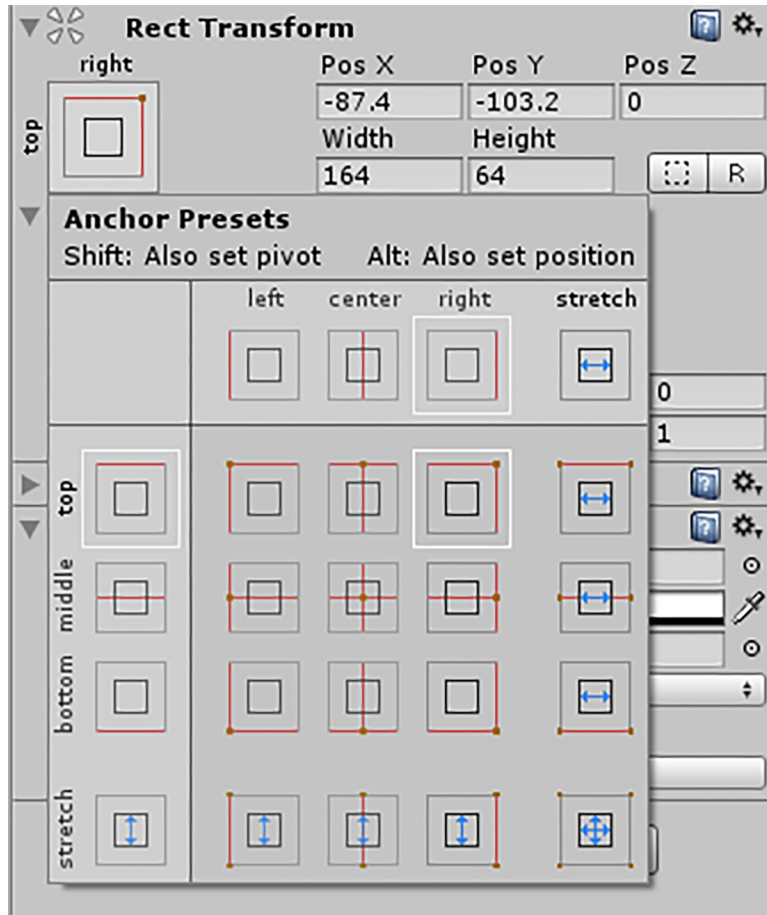 Rect Transform
right
Pos X Pos Y Pos Z
top
-87.4 -103.2 0
Width Height
164 64 R
Anchor Presets
Shift: Also set pivot Alt: Also set position
left center right stretch
0
1
top
middle
bottom
stretch